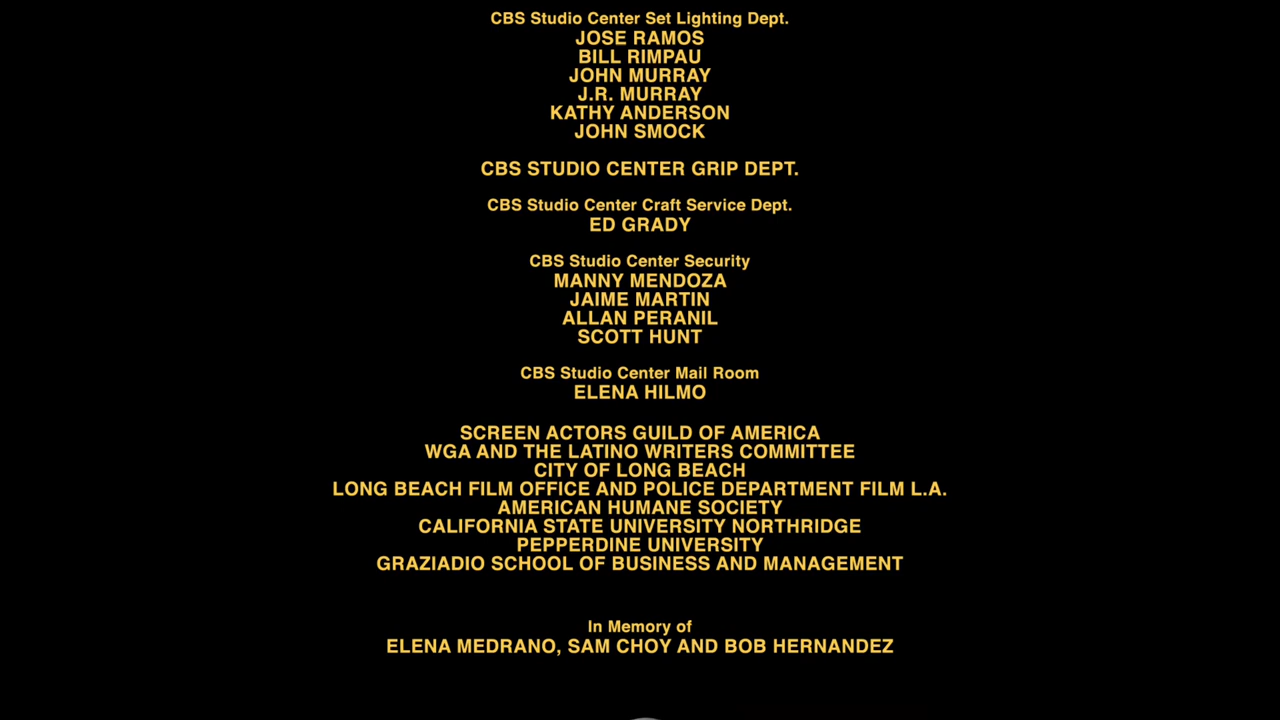 CBS Studio Center Set Lighting Dept.
JOSE RAMOS
BILL RIMPAU
JOHN MURRAY
J.R. MURRAY
KATHY ANDERSON
JOHN SMOCK
CBS STUDIO CENTER GRIP DEPT.
CBS Studio Center Craft Service Dept.
ED GRADY
CBS Studio Center Security
MANNY MENDOZA
JAIME MARTIN
ALLAN PERANIL
SCOTT HUNT
CBS Studio Center Mail Room
ELENA HILMO
SCREEN ACTORS GUILD OF AMERICA
WGA AND THE LATINO WRITERS COMMITTEE
CITY OF LONG BEACH
LONG BEACH FILM OFFICE AND POLICE DEPARTMENT FILM L.A.
AMERICAN HUMANE SOCIETY
CALIFORNIA STATE UNIVERSITY NORTHRIDGE
PEPPERDINE UNIVERSITY
GRAZIADIO SCHOOL OF BUSINESS AND MANAGEMENT
In Memory of
ELENA MEDRANO, SAM CHOY AND BOB HERNANDEZ